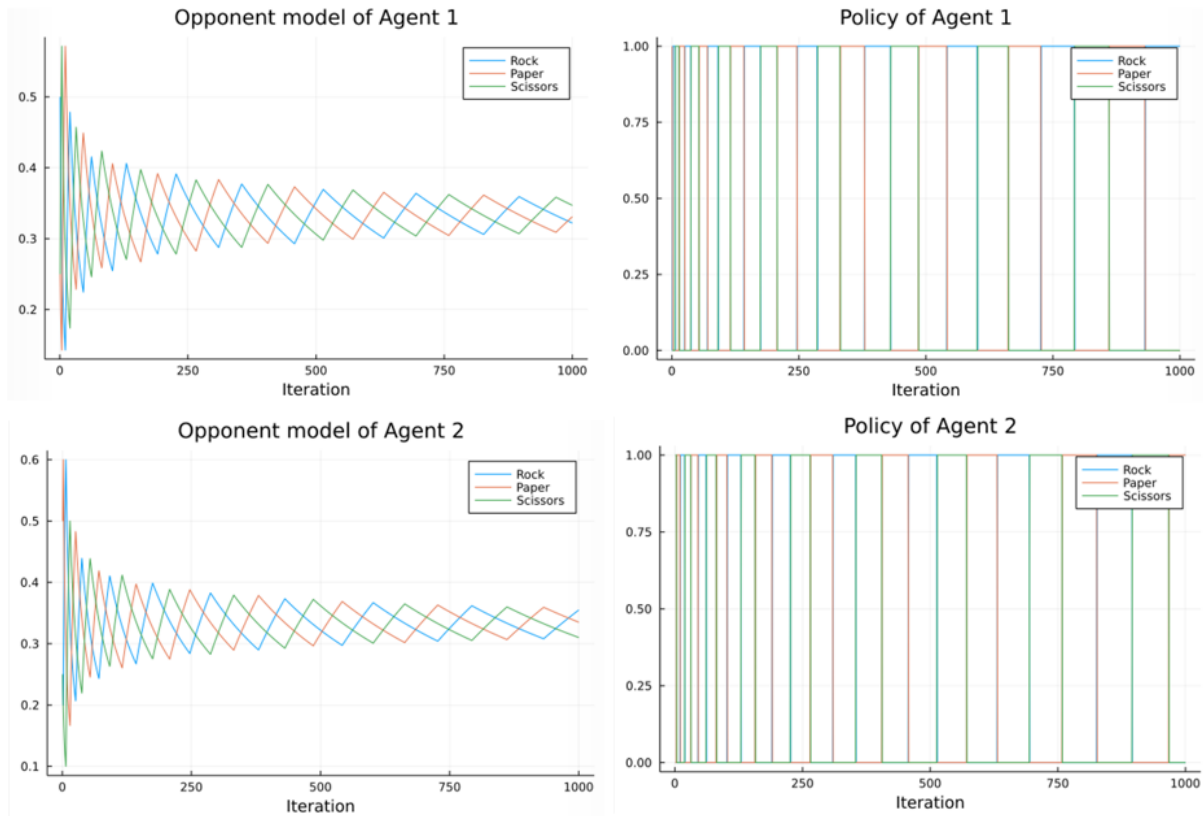 Opponent model of Agent 1
0.5
0.4
0.3
0.2
0
250
500
750
1000
Iteration
Rock
Paper
Scissors
Policy of Agent 1
1.00
0.75
0.50
0.25
0.00
0
250
500
750
1000
Iteration
Rock
Paper
Scissors
Opponent model of Agent 2
0.6
0.5
0.4
0.3
0.2
0.1
0
250
500
750
1000
Iteration
Rock
Paper
Scissors
Policy of Agent 2
1.00
0.75
0.50
0.25
0.00
0
250
500
750
1000
Iteration
Rock
Paper
Scissors